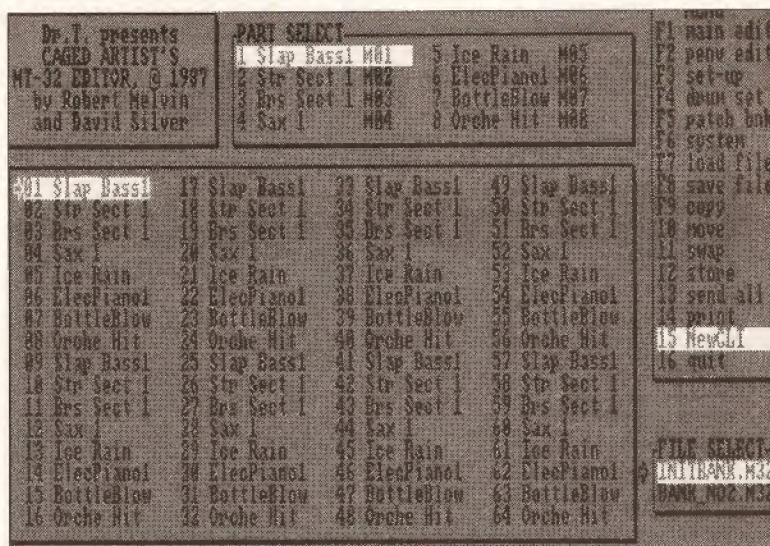 Dr.T. presents
CAGED ARTIST'S
MT-32 EDITOR, @ 1987
by Robert Melvin
and David Silver
PART SELECT
1 Slap Bass1 M01 5 Ice Rain M05
2 Str Sect 1 M02 6 ElecPiano1 M06
3 Brs Sect 1 M03 7 BottleBlow M07
4 Sax 1 M04 8 Orche Hit M08
F1 main edit
F2 penv edit
F3 set-up
F4 drum set
F5 patch bnk
F6 system
F7 load file
F8 save file
F9 copy
10 move
11 swap
12 store
13 send all
14 print
15 NewCLI
16 quit
01 Slap Bass1 17 Slap Bass1 33 Slap Bass1 49 Slap Bass1
02 Str Sect 1 18 Str Sect 1 34 Str Sect 1 50 Str Sect 1
03 Brs Sect 1 19 Brs Sect 1 35 Brs Sect 1 51 Brs Sect 1
04 Sax 1 20 Sax 1 36 Sax 1 52 Sax 1
05 Ice Rain 21 Ice Rain 37 Ice Rain 53 Ice Rain
06 ElecPiano1 22 ElecPiano1 38 ElecPiano1 54 ElecPiano1
07 BottleBlow 23 BottleBlow 39 BottleBlow 55 BottleBlow
08 Orche Hit 24 Orche Hit 40 Orche Hit 56 Orche Hit
09 Slap Bass1 25 Slap Bass1 41 Slap Bass1 57 Slap Bass1
10 Str Sect 1 26 Str Sect 1 42 Str Sect 1 58 Str Sect 1
11 Brs Sect 1 27 Brs Sect 1 43 Brs Sect 1 59 Brs Sect 1
12 Sax 1 28 Sax 1 44 Sax 1 60 Sax 1
13 Ice Rain 29 Ice Rain 45 Ice Rain 61 Ice Rain
14 ElecPiano1 30 ElecPiano1 46 ElecPiano1 62 ElecPiano1
15 BottleBlow 31 BottleBlow 47 BottleBlow 63 BottleBlow
16 Orche Hit 32 Orche Hit 48 Orche Hit 64 Orche Hit
FILE SELECT
INITBANK.M32
BANK_NO2.M32